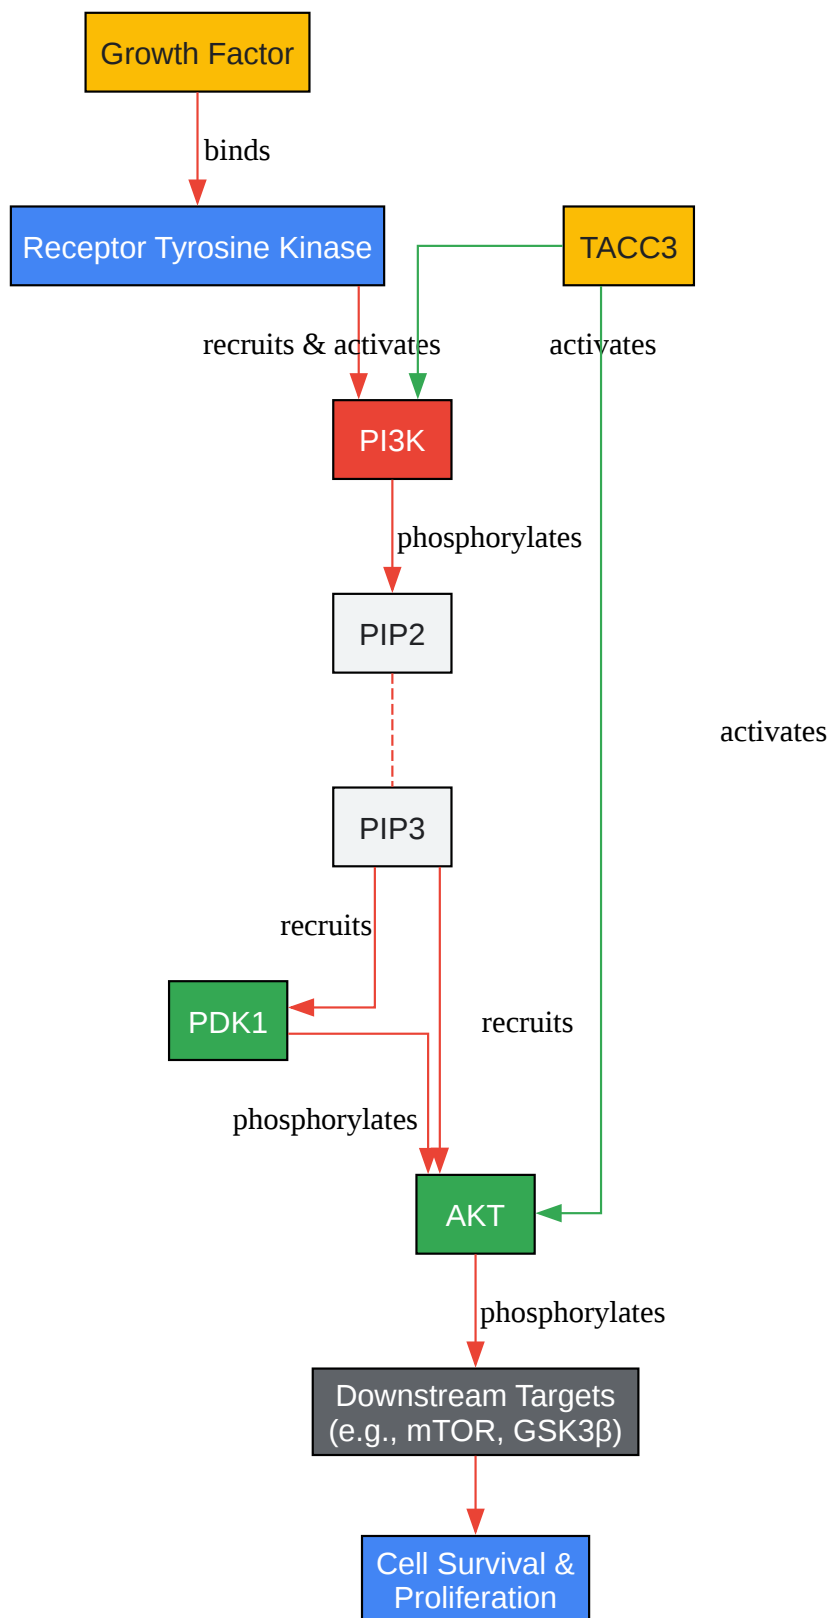 Growth Factor
binds
Receptor Tyrosine Kinase
TACC3
recruits & activates
activates
PI3K
phosphorylates
PIP2
activates
PIP3
recruits
PDK1
recruits
phosphorylates
AKT
phosphorylates
Downstream Targets
(e.g., mTOR, GSK3β)
Cell Survival &
Proliferation